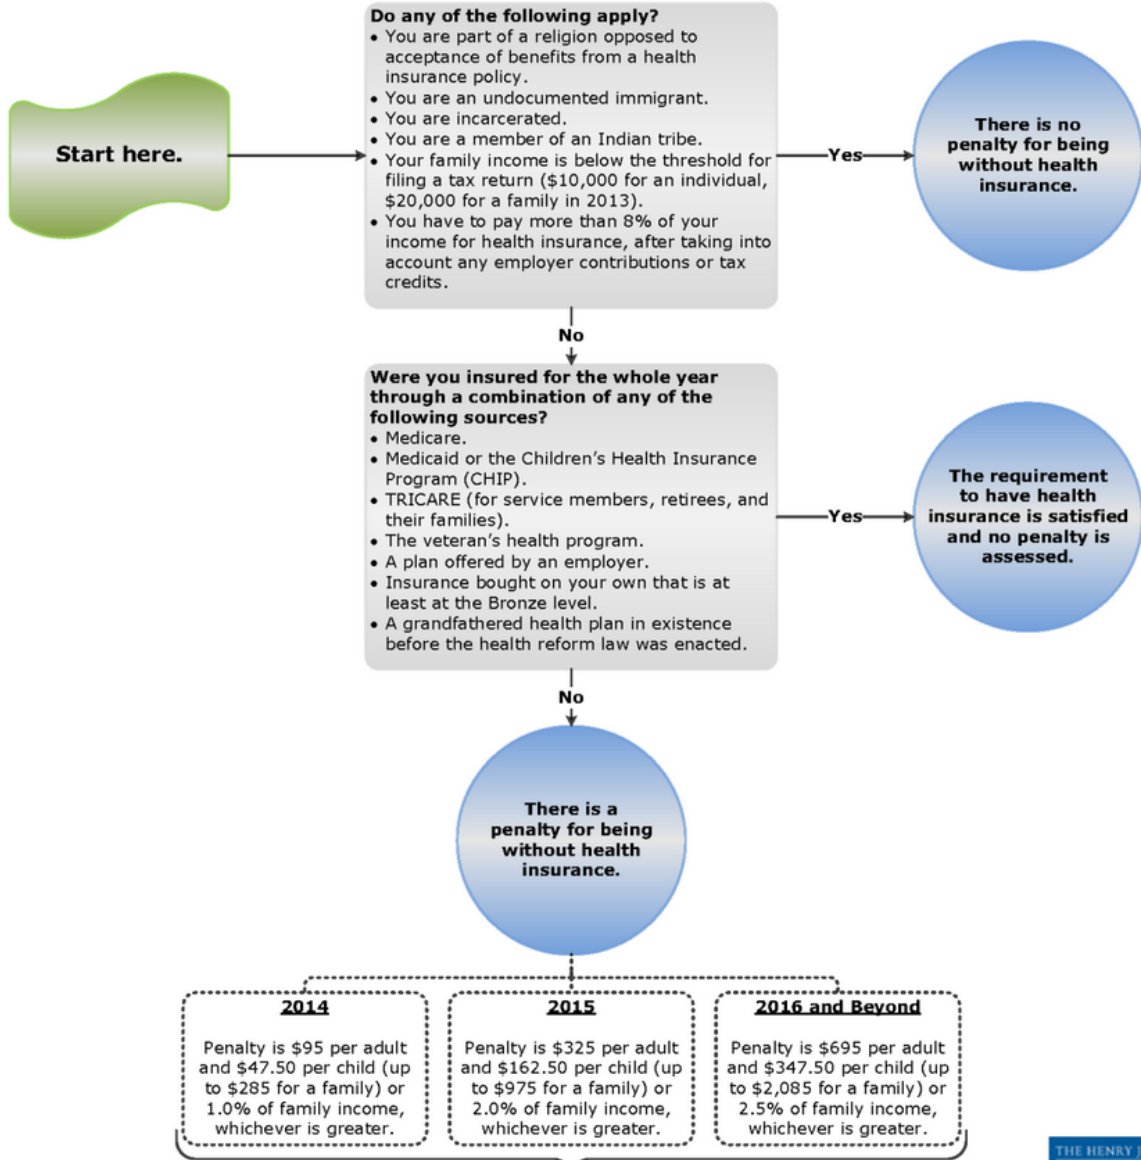 Start here.
Do any of the following apply?
• You are part of a religion opposed to
acceptance of benefits from a health
insurance policy.
• You are an undocumented immigrant.
• You are incarcerated.
• You are a member of an Indian tribe.
• Your family income is below the threshold for
filing a tax return ($10,000 for an individual,
$20,000 for a family in 2013).
• You have to pay more than 8% of your
income for health insurance, after taking into
account any employer contributions or tax
credits.
Yes
There is no
penalty for being
without health
insurance.
No
Were you insured for the whole year
through a combination of any of the
following sources?
• Medicare.
• Medicaid or the Children’s Health Insurance
Program (CHIP).
• TRICARE (for service members, retirees, and
their families).
• The veteran’s health program.
• A plan offered by an employer.
• Insurance bought on your own that is at
least at the Bronze level.
• A grandfathered health plan in existence
before the health reform law was enacted.
Yes
The requirement
to have health
insurance is satisfied
and no penalty is
assessed.
No
There is a
penalty for being
without health
insurance.
2014
Penalty is $95 per adult
and $47.50 per child (up
to $285 for a family) or
1.0% of family income,
whichever is greater.
2015
Penalty is $325 per adult
and $162.50 per child (up
to $975 for a family) or
2.0% of family income,
whichever is greater.
2016 and Beyond
Penalty is $695 per adult
and $347.50 per child (up
to $2,085 for a family) or
2.5% of family income,
whichever is greater.
THE HENRY